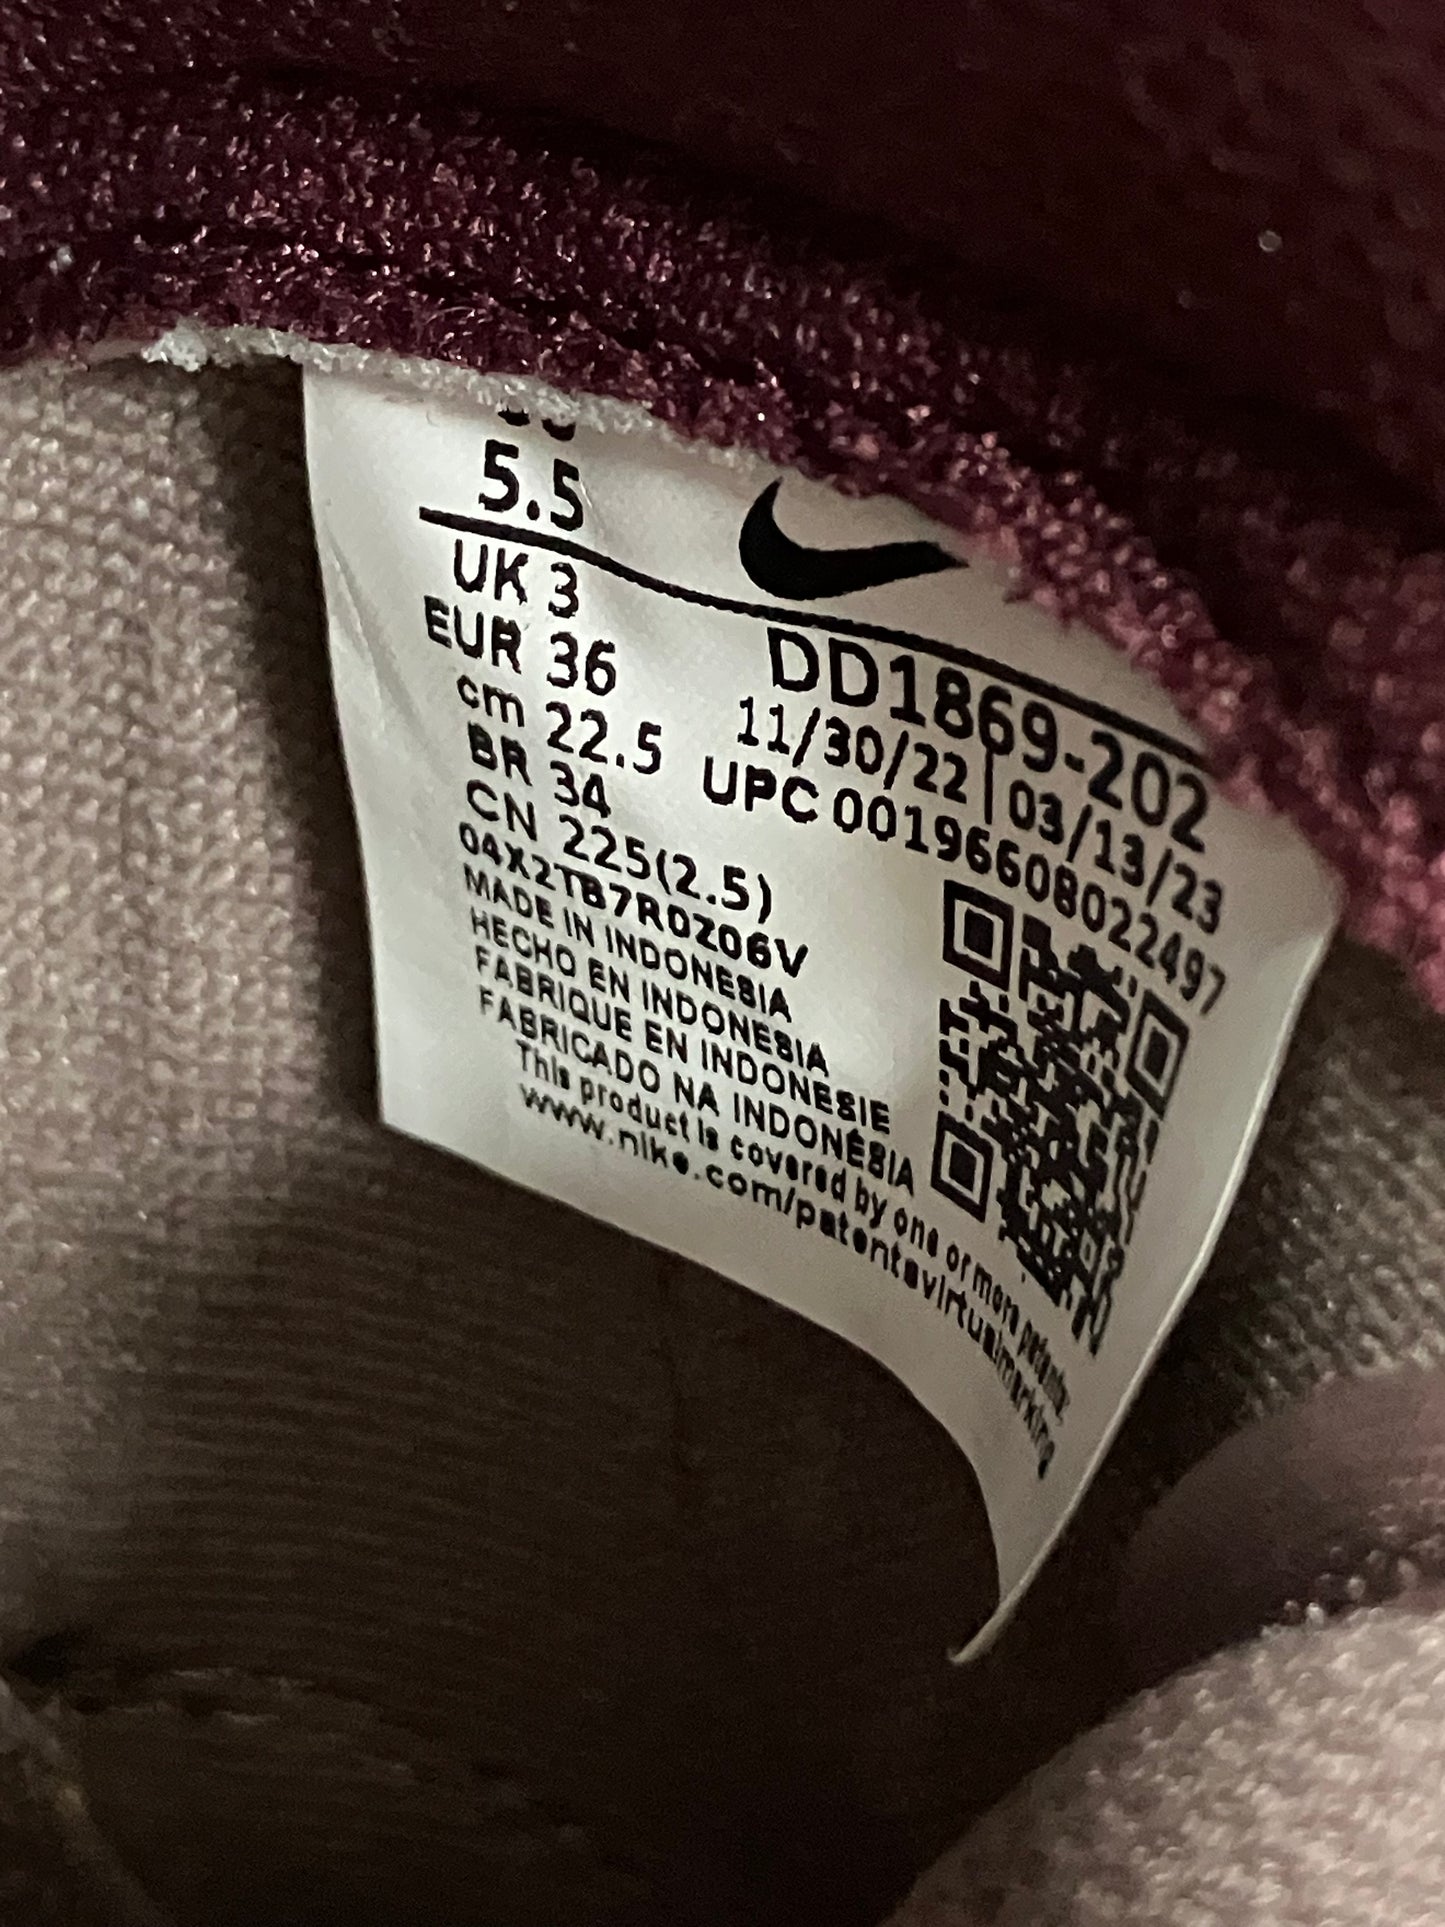 5.5
UK 3
EUR 36
cm 22.5
BR 34
CN 225(2.5)
DD1869-202
11/30/22 | 03/13/23
UPC 00196608022497
04X2TB7R0Z06V
MADE IN INDONESIA
HECHO EN INDONESIA
FABRIQUE EN INDONESIE
FABRICADO NA INDONÉSIA
This product is covered by one or more patents:
www.nike.com/patentsvirtualmarking